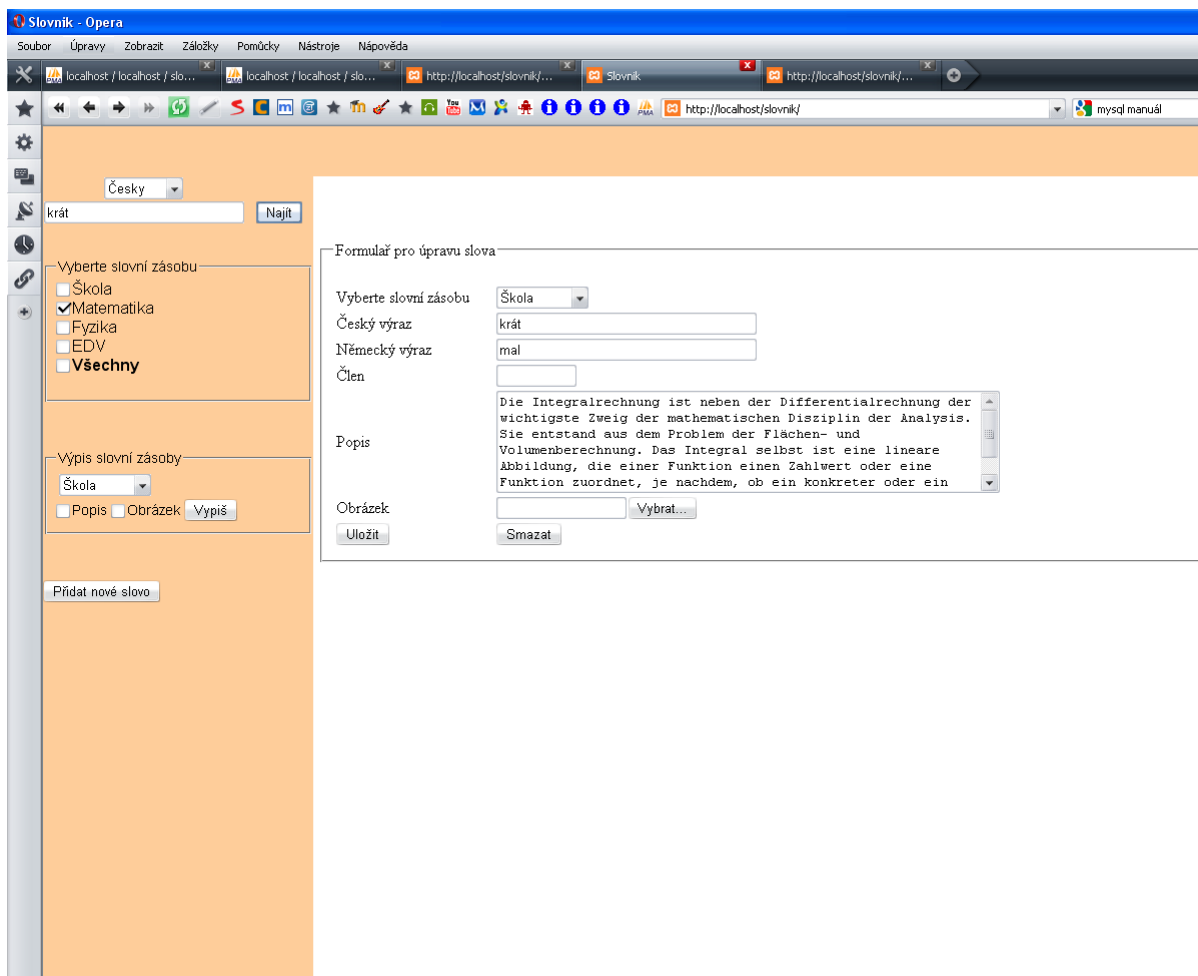 Slovnik - Opera
Soubor Úpravy Zobrazit Záložky Pomůcky Nástroje Nápověda
localhost / localhost / slo... localhost / localhost / slo... http://localhost/slovnik/... Slovnik http://localhost/slovnik/...
http://localhost/slovnik/ mysql manuál
Česky
krát Najít
Vyberte slovní zásobu
Škola
Matematika
Fyzika
EDV
Všechny
Výpis slovní zásoby
Škola
Popis Obrázek Vypiš
Přidat nové slovo
Formulař pro úpravu slova
Vyberte slovní zásobu Škola
Český výraz krát
Německý výraz mal
Člen
Popis
Die Integralrechnung ist neben der Differentialrechnung der
wichtigste Zweig der mathematischen Disziplin der Analysis.
Sie entstand aus dem Problem der Flächen- und
Volumenberechnung. Das Integral selbst ist eine lineare
Abbildung, die einer Funktion einen Zahlwert oder eine
Funktion zuordnet, je nachdem, ob ein konkreter oder ein
Obrázek Vybrat...
Uložit Smazat